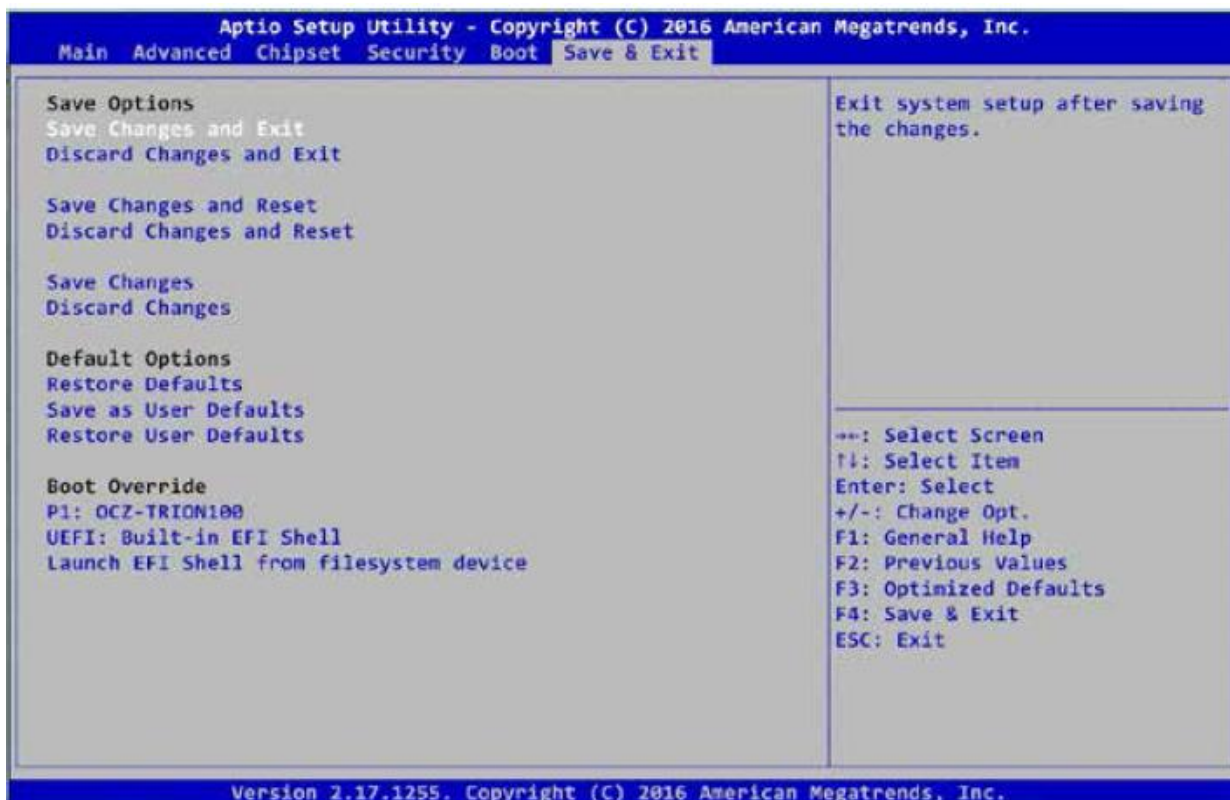 Aptio Setup Utility - Copyright (C) 2016 American Megatrends, Inc.
Main Advanced Chipset Security Boot Save & Exit
Save Options
Save Changes and Exit
Discard Changes and Exit
Save Changes and Reset
Discard Changes and Reset
Save Changes
Discard Changes
Default Options
Restore Defaults
Save as User Defaults
Restore User Defaults
Boot Override
P1: OCZ-TRION100
UEFI: Built-in EFI Shell
Launch EFI Shell from filesystem device
Exit system setup after saving
the changes.
→←: Select Screen
↑↓: Select Item
Enter: Select
+/-: Change Opt.
F1: General Help
F2: Previous Values
F3: Optimized Defaults
F4: Save & Exit
ESC: Exit
Version 2.17.1255. Copyright (C) 2016 American Megatrends, Inc.